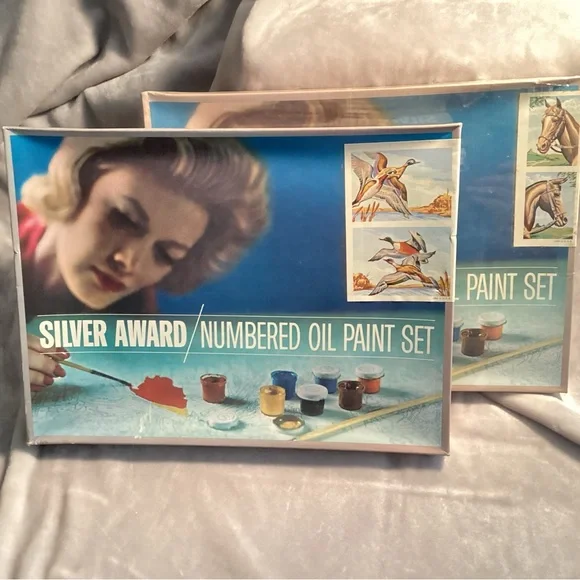 SILVER AWARD / NUMBERED OIL PAINT SET
L PAINT SET